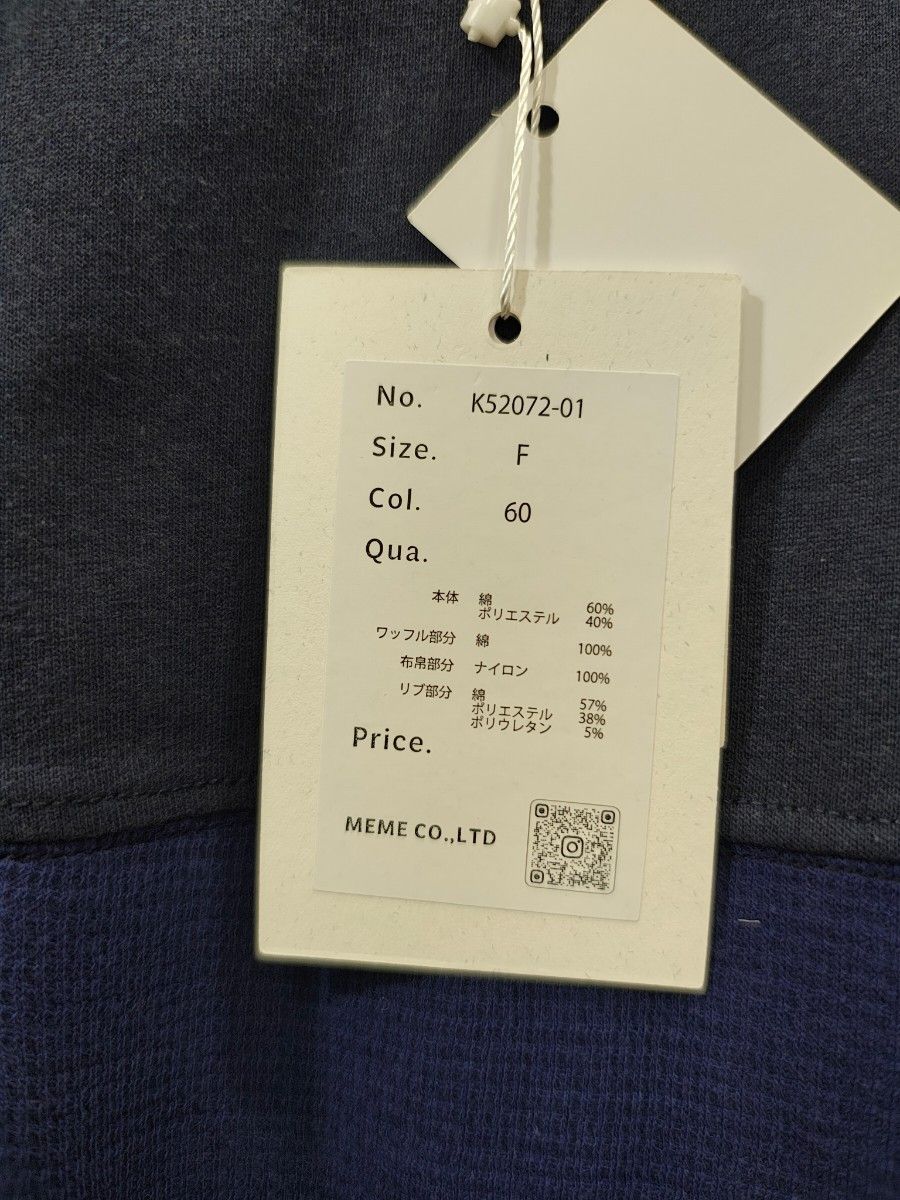 No. K52072-01
Size. F
Col. 60
Qua.
本体 綿 60%
ポリエステル 40%
ワッフル部分 綿 100%
布帛部分 ナイロン 100%
リブ部分 綿 57%
ポリエステル 38%
ポリウレタン 5%
Price.
MEME CO.,LTD